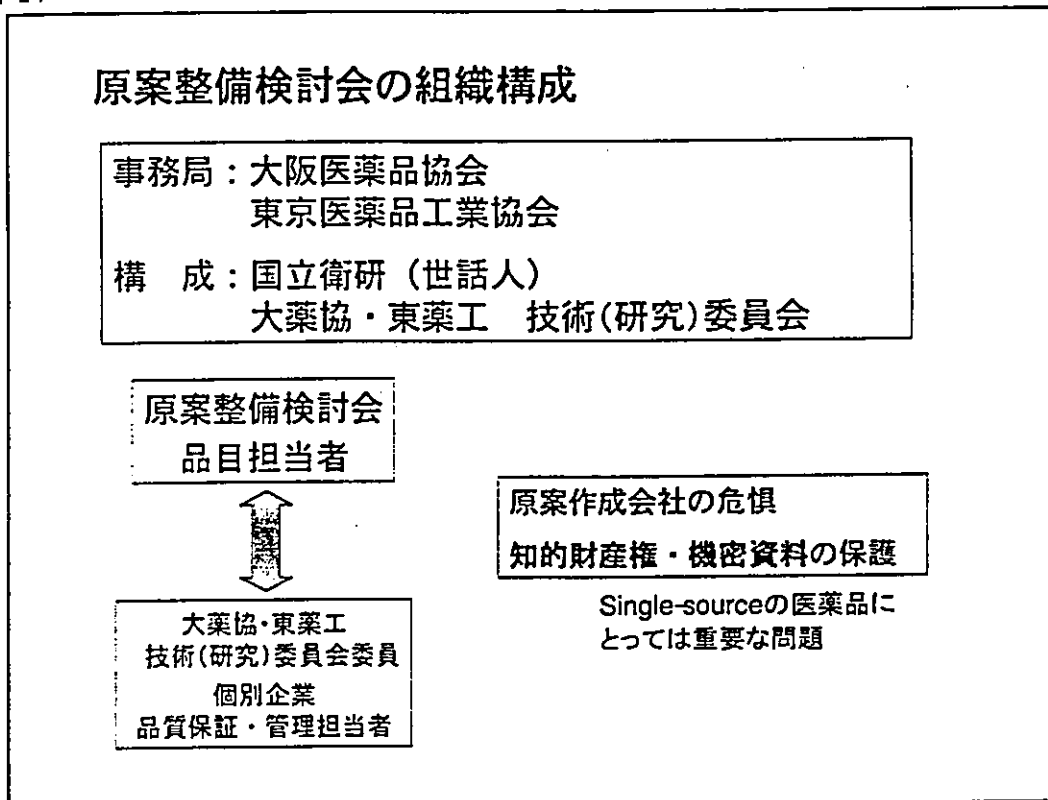 原案整備検討会の組織構成
事務局：大阪医薬品協会
東京医薬品工業協会
構　成：国立衛研（世話人）
大薬協・東薬工　技術(研究)委員会
原案整備検討会
品目担当者
原案作成会社の危惧
知的財産権・機密資料の保護
Single-sourceの医薬品に
とっては重要な問題
大薬協・東薬工
技術(研究)委員会委員
個別企業
品質保証・管理担当者